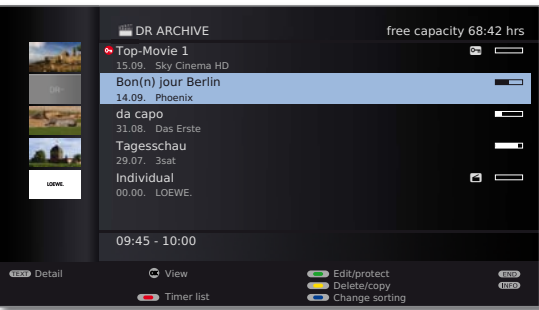 DR ARCHIVE free capacity 68:42 hrs
Top-Movie 1
15.09. Sky Cinema HD
DR-
Bon(n) jour Berlin
14.09. Phoenix
da capo
31.08. Das Erste
Tagesschau
29.07. 3sat
LOEWE.
Individual
00.00. LOEWE.
09:45 - 10:00
TEXT Detail OK View Edit/protect END
Delete/copy INFO
Timer list Change sorting